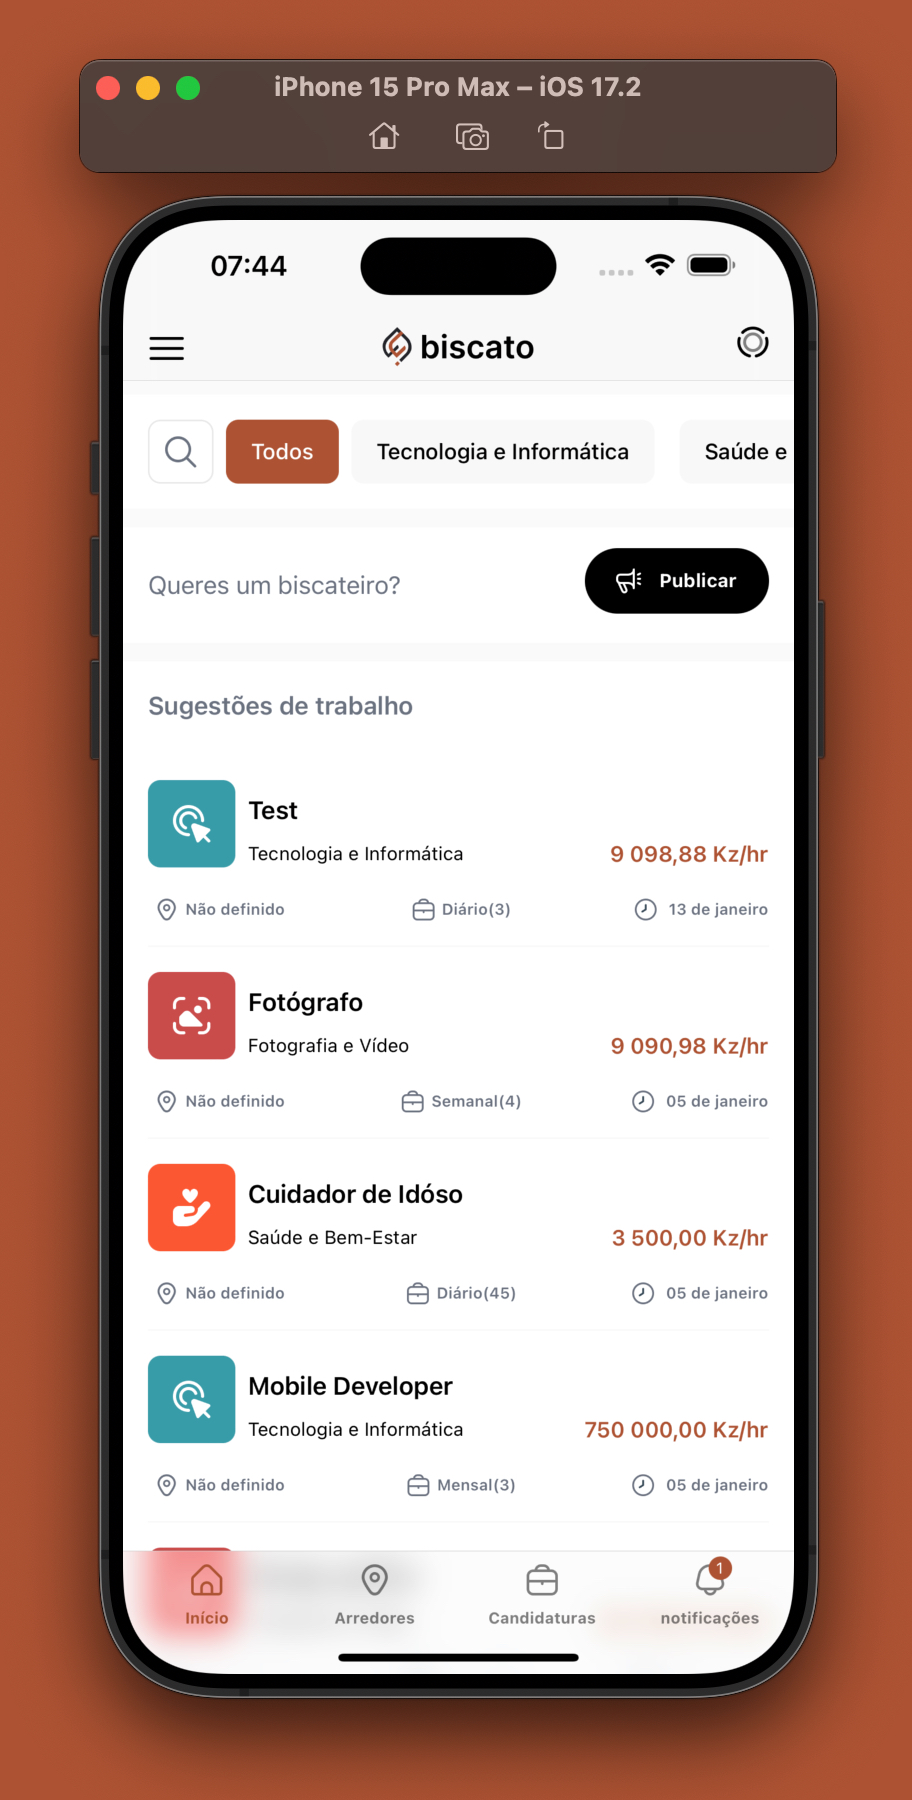 iPhone 15 Pro Max – iOS 17.2
07:44
biscato
Todos
Tecnologia e Informática
Saúde e
Queres um biscateiro?
Publicar
Sugestões de trabalho
Test
Tecnologia e Informática
9 098,88 Kz/hr
Não definido
Diário(3)
13 de janeiro
Fotógrafo
Fotografia e Vídeo
9 090,98 Kz/hr
Não definido
Semanal(4)
05 de janeiro
Cuidador de Idóso
Saúde e Bem-Estar
3 500,00 Kz/hr
Não definido
Diário(45)
05 de janeiro
Mobile Developer
Tecnologia e Informática
750 000,00 Kz/hr
Não definido
Mensal(3)
05 de janeiro
1
Início
Arredores
Candidaturas
notificações